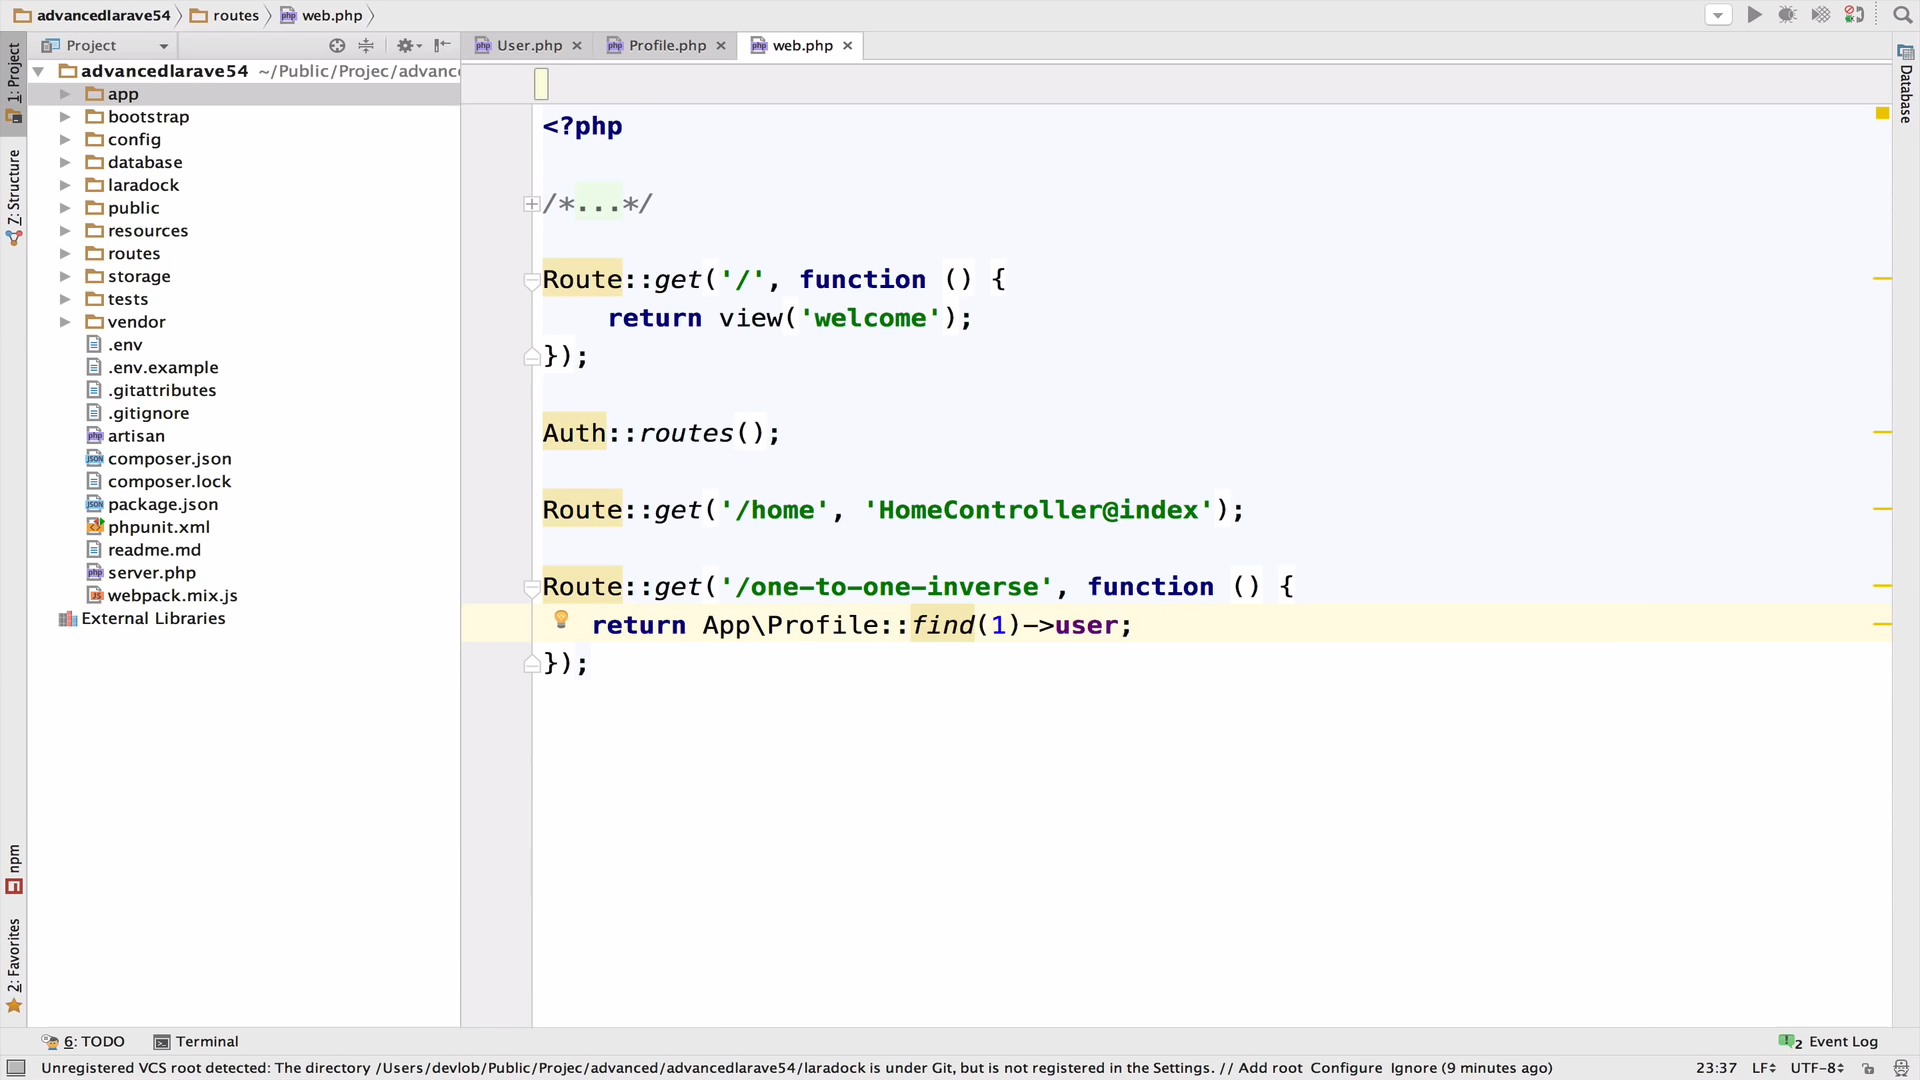 advancedlarave54 routes web.php
Project
User.php Profile.php web.php
1: Project
7: Structure
npm
2: Favorites
Database
advancedlarave54 ~/Public/Projec/advance
app
bootstrap
config
database
laradock
public
resources
routes
storage
tests
vendor
.env
.env.example
.gitattributes
.gitignore
artisan
composer.json
composer.lock
package.json
phpunit.xml
readme.md
server.php
webpack.mix.js
External Libraries
<?php
/*...*/
Route::get('/', function () {
return view('welcome');
});
Auth::routes();
Route::get('/home', 'HomeController@index');
Route::get('/one-to-one-inverse', function () {
return App\Profile::find(1)->user;
});
6: TODO Terminal
2 Event Log
Unregistered VCS root detected: The directory /Users/devlob/Public/Projec/advanced/advancedlarave54/laradock is under Git, but is not registered in the Settings. // Add root Configure Ignore (9 minutes ago)
23:37 LF UTF-8